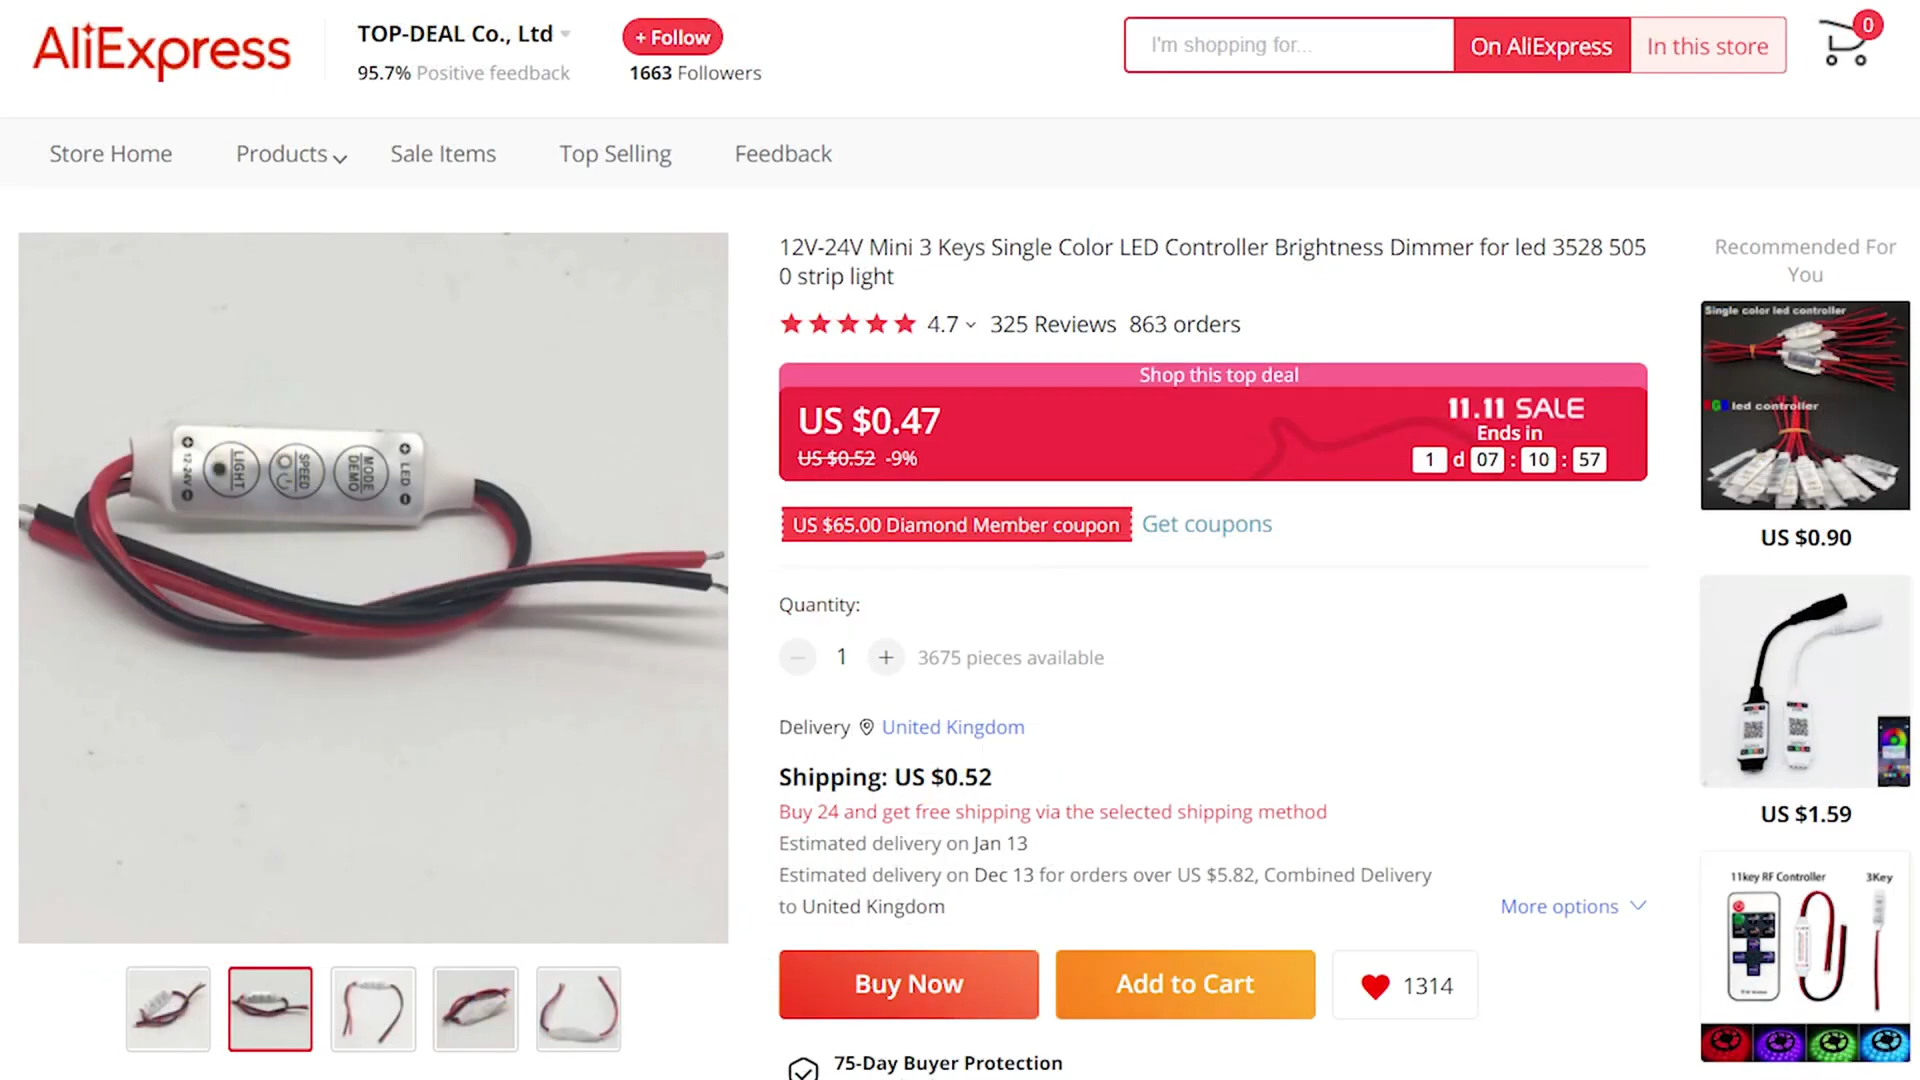 AliExpress
TOP-DEAL Co., Ltd
95.7% Positive feedback
+ Follow
1663 Followers
I'm shopping for...
On AliExpress
In this store
0
Store Home
Products
Sale Items
Top Selling
Feedback
12-24V
LIGHT
SPEED
MODE
DEMO
LED
12V-24V Mini 3 Keys Single Color LED Controller Brightness Dimmer for led 3528 505
0 strip light
4.7
325 Reviews
863 orders
Shop this top deal
US $0.47
US $0.52 -9%
11.11 SALE
Ends in
1 d 07 : 10 : 57
US $65.00 Diamond Member coupon
Get coupons
Quantity:
1
3675 pieces available
Delivery United Kingdom
Shipping: US $0.52
Buy 24 and get free shipping via the selected shipping method
Estimated delivery on Jan 13
Estimated delivery on Dec 13 for orders over US $5.82, Combined Delivery
to United Kingdom
More options
Buy Now
Add to Cart
1314
75-Day Buyer Protection
Recommended For
You
Single color led controller
RGB led controller
US $0.90
US $1.59
11key RF Controller
3Key